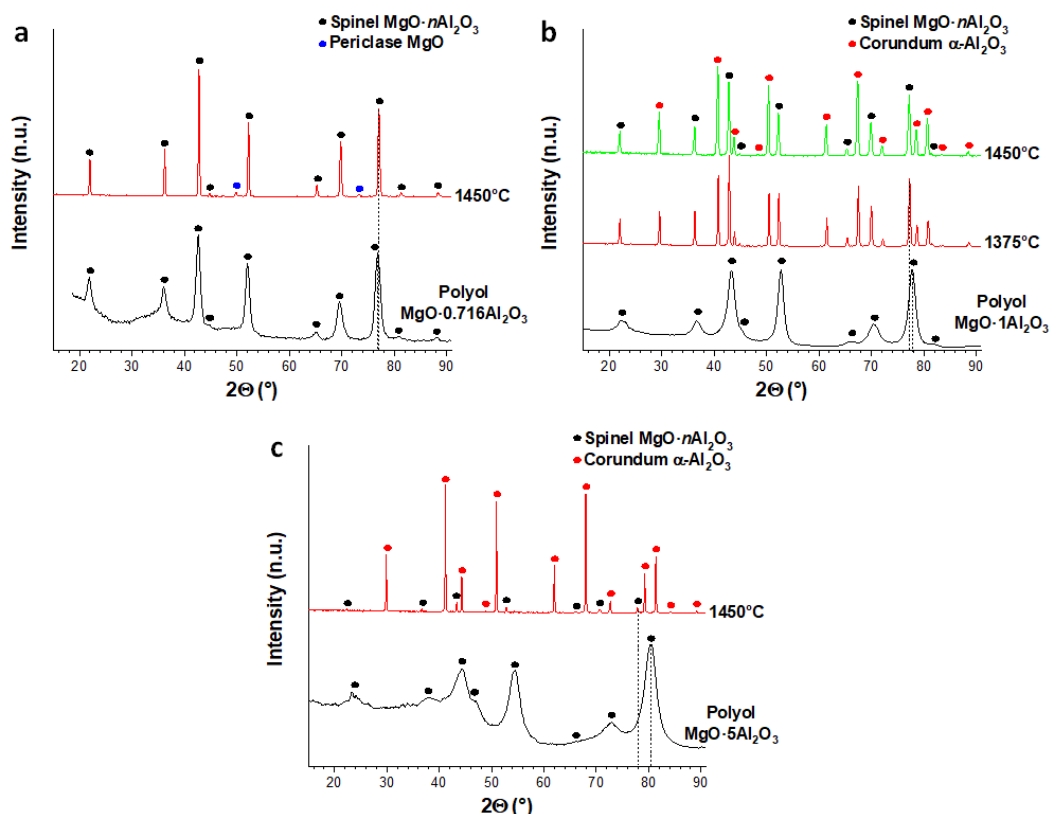 a
Spinel MgO·nAl₂O₃
Periclase MgO
Intensity (n.u.)
1450°C
Polyol
MgO·0.716Al₂O₃
20 30 40 50 60 70 80 90
2Θ (°)
b
Spinel MgO·nAl₂O₃
Corundum α-Al₂O₃
Intensity (n.u.)
1450°C
1375°C
Polyol
MgO·1Al₂O₃
20 30 40 50 60 70 80 90
2Θ (°)
c
Spinel MgO·nAl₂O₃
Corundum α-Al₂O₃
Intensity (n.u.)
1450°C
Polyol
MgO·5Al₂O₃
20 30 40 50 60 70 80 90
2Θ (°)